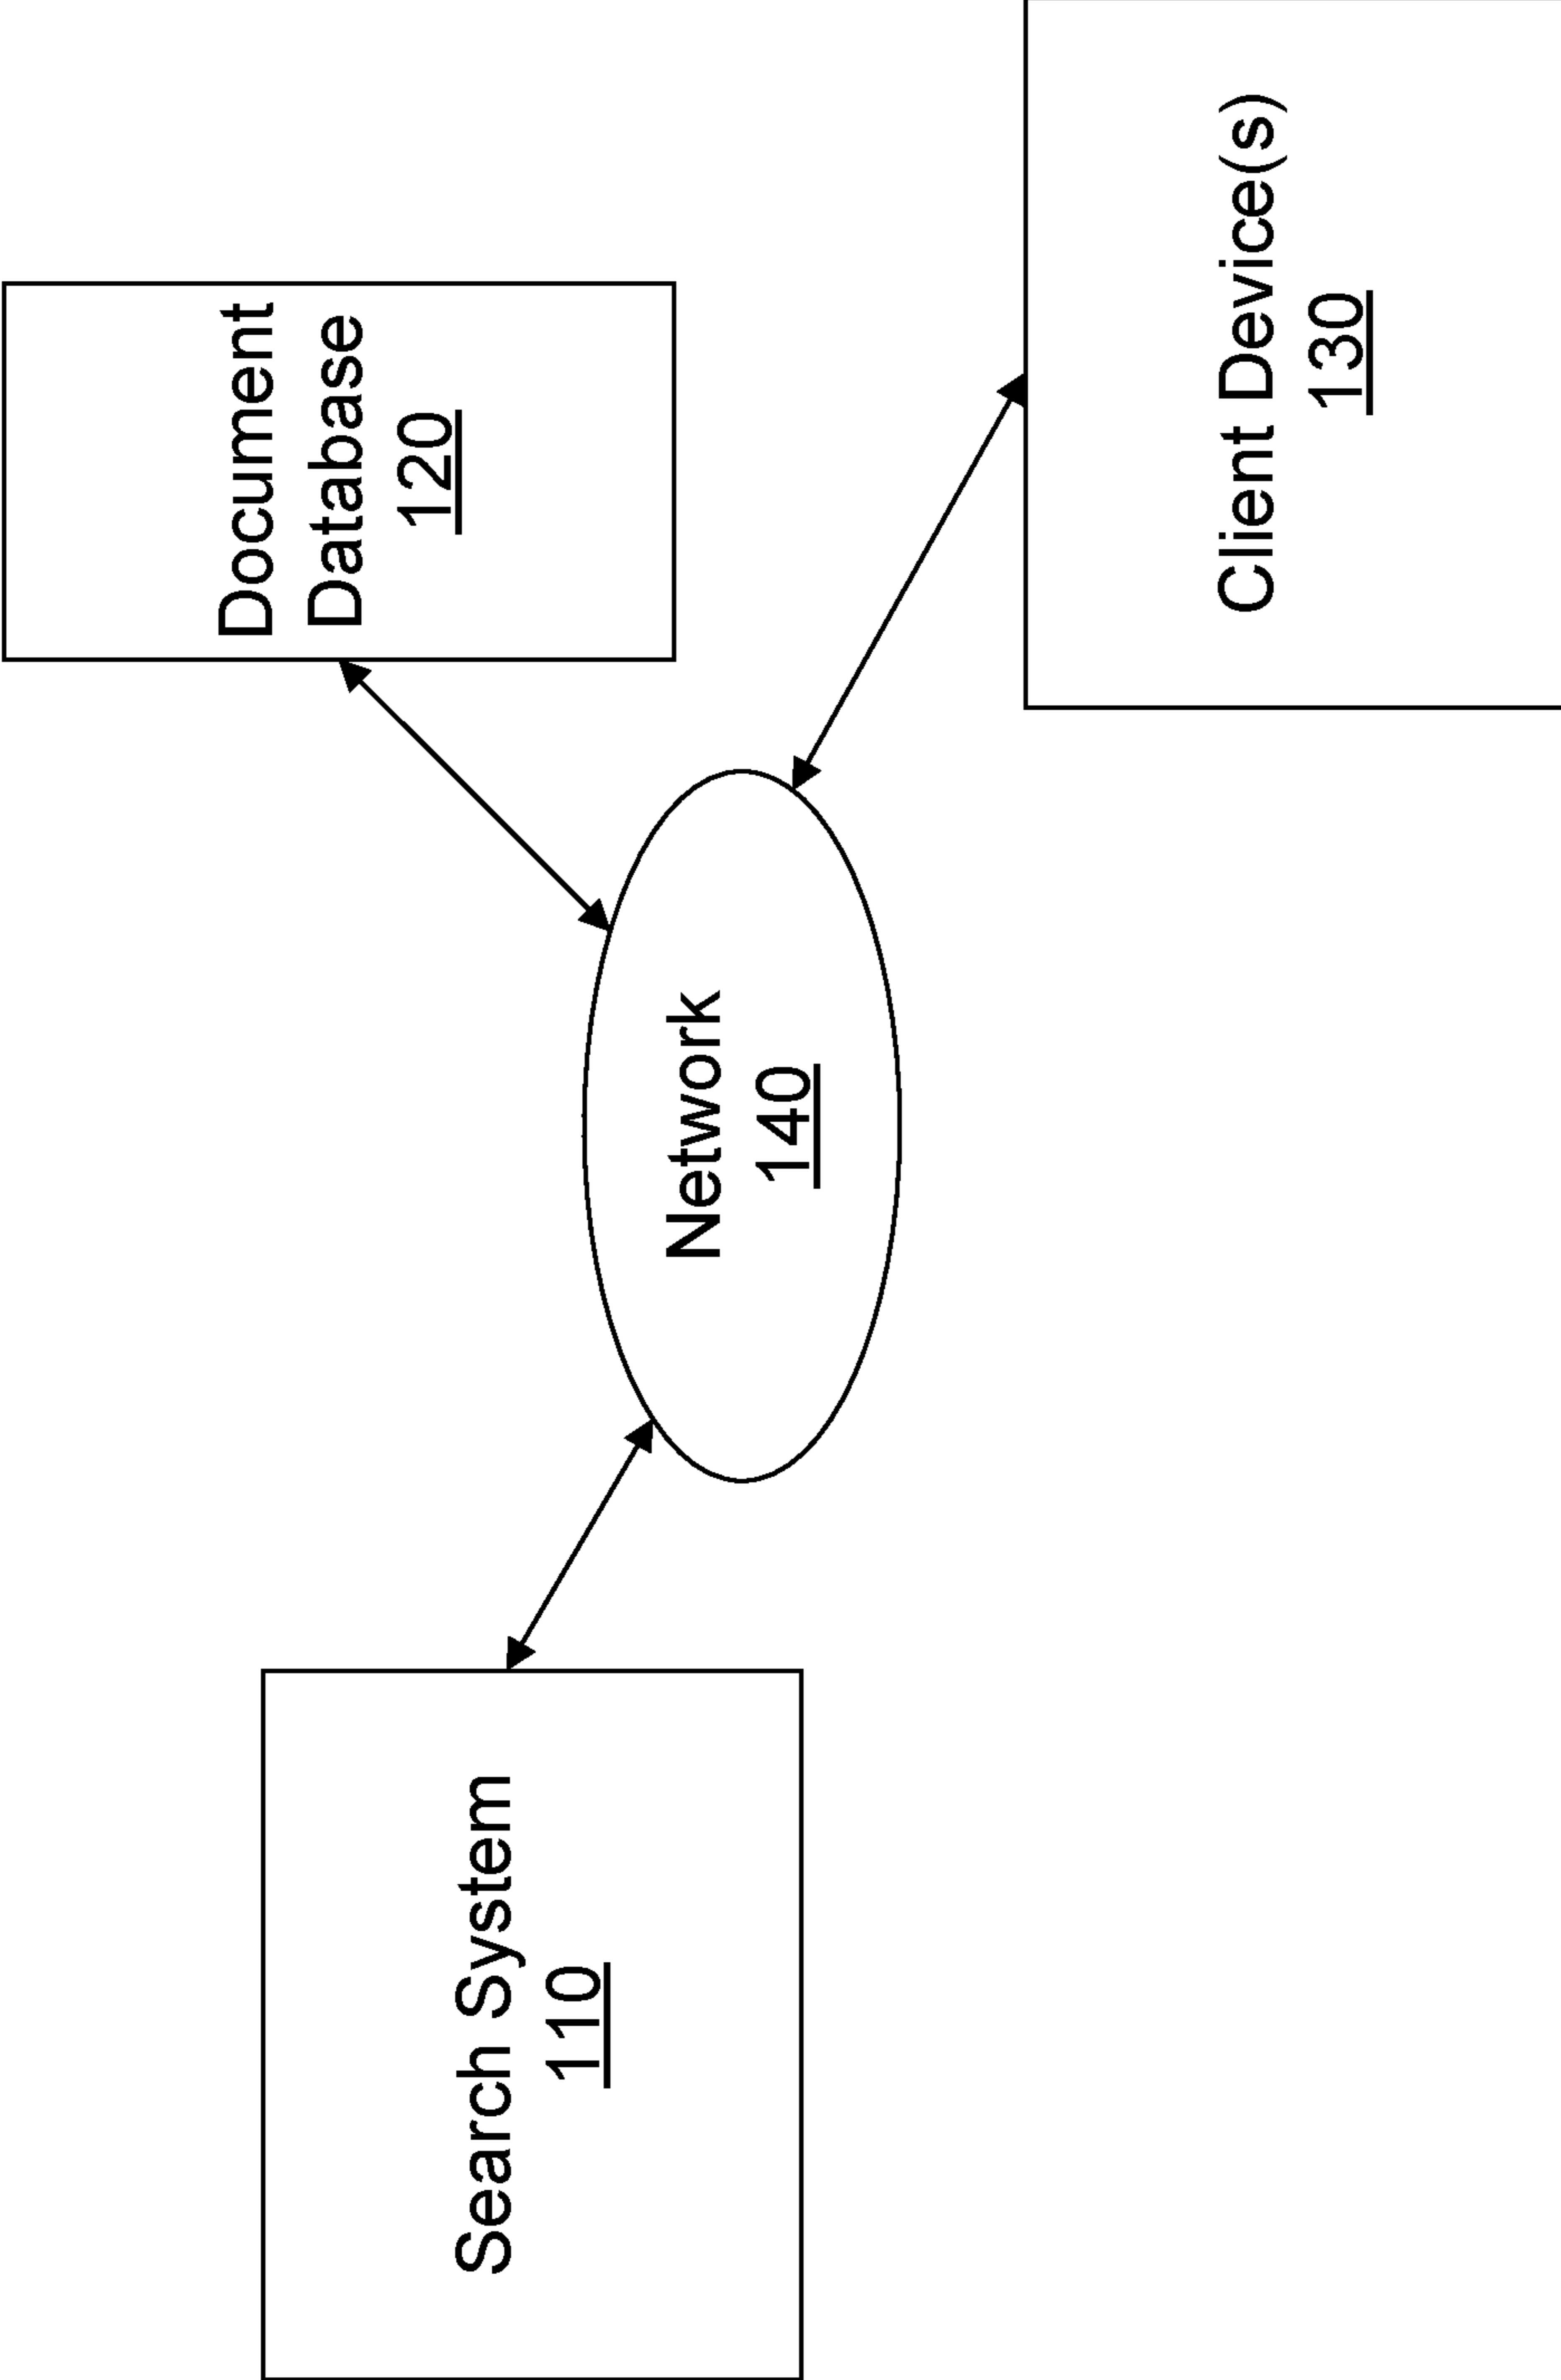 Document
Database
120
Search System
110
Network
140
Client Device(s)
130